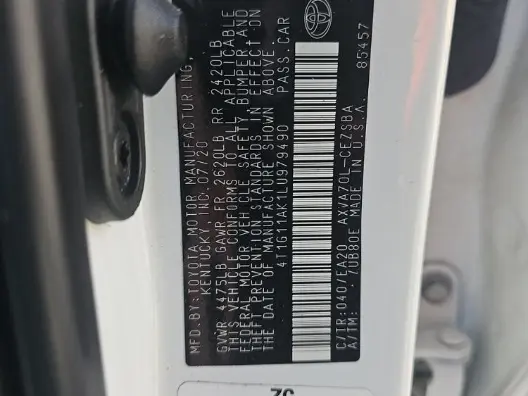 MFD.BY:TOYOTA MOTOR MANUFACTURING,
KENTUCKY, INC.07/20
GVWR 4475LB GAWR FR 2620LB RR 2420LB
THIS VEHICLE CONFORMS TO ALL APPLICABLE
FEDERAL MOTOR VEHICLE SAFETY, BUMPER AND
THEFT PREVENTION STANDARDS IN EFFECT ON
THE DATE OF MANUFACTURE SHOWN ABOVE.
4T1G11AK1LU979490 PASS.CAR
C/TR:040/EA20 AXVA70L-CEZSBA
A/TM: -/UB80E MADE IN U.S.A. 85457